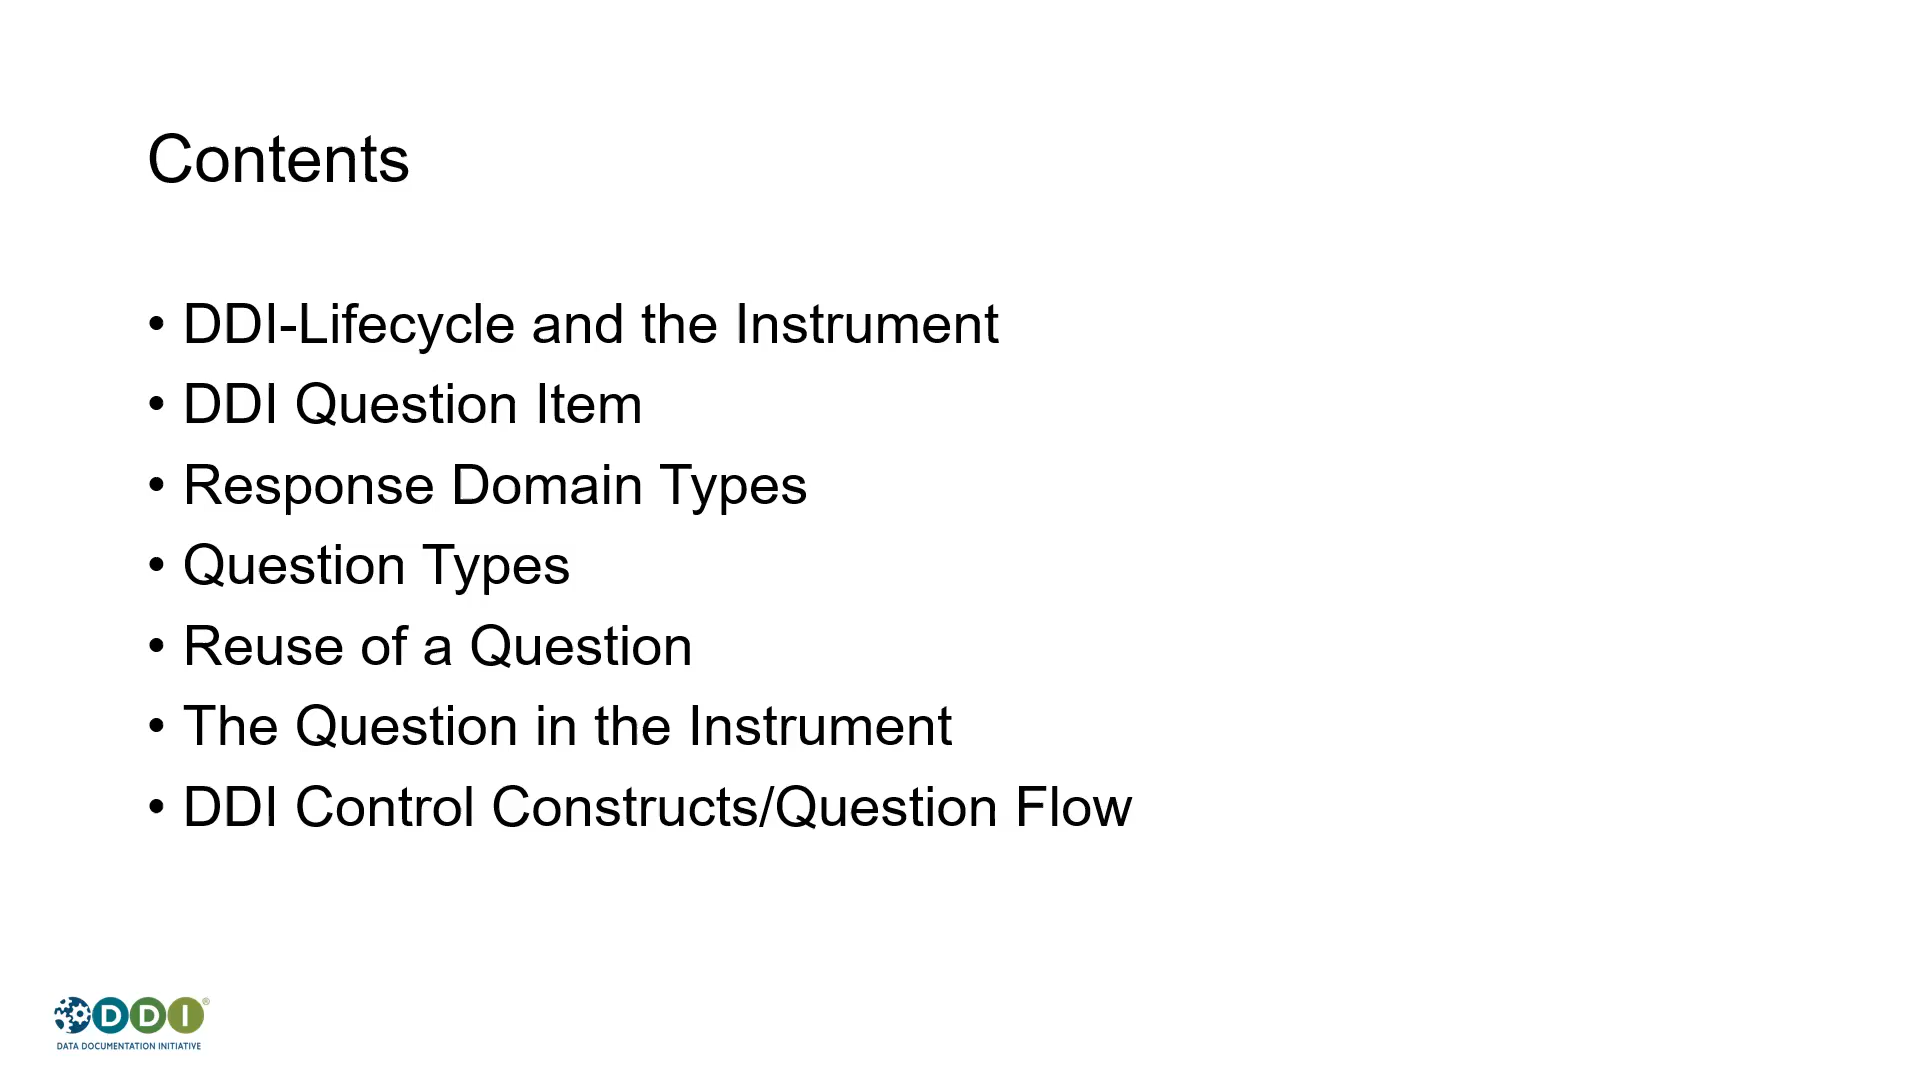 Contents
• DDI-Lifecycle and the Instrument
• DDI Question Item
• Response Domain Types
• Question Types
• Reuse of a Question
• The Question in the Instrument
• DDI Control Constructs/Question Flow
DDI®
DATA DOCUMENTATION INITIATIVE